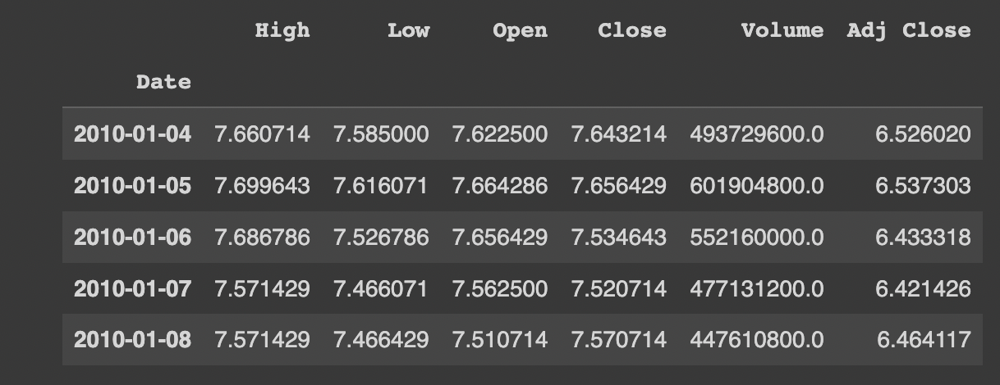 High Low Open Close Volume Adj Close
Date
2010-01-04 7.660714 7.585000 7.622500 7.643214 493729600.0 6.526020
2010-01-05 7.699643 7.616071 7.664286 7.656429 601904800.0 6.537303
2010-01-06 7.686786 7.526786 7.656429 7.534643 552160000.0 6.433318
2010-01-07 7.571429 7.466071 7.562500 7.520714 477131200.0 6.421426
2010-01-08 7.571429 7.466429 7.510714 7.570714 447610800.0 6.464117